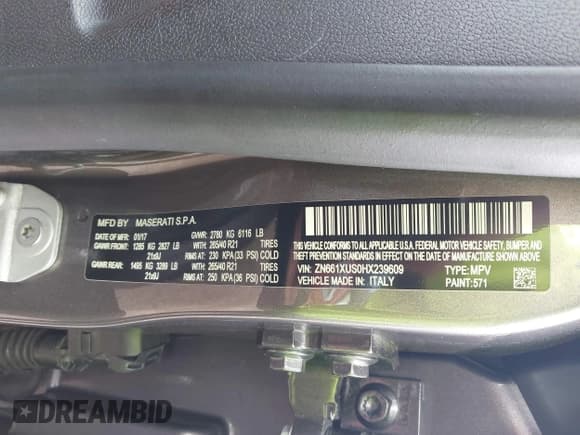 MFD BY MASERATI S.P.A.
DATE OF MFR: 01/17 GVWR: 2780 KG 6116 LB
GAWR FRONT: 1285 KG 2827 LB WITH: 265/40 R21 TIRES
21x9J RIMS AT: 230 KPA (33 PSI) COLD
GAWR REAR: 1495 KG 3289 LB WITH: 265/40 R21 TIRES
21x9J RIMS AT: 250 KPA (36 PSI) COLD
THIS VEHICLE CONFORMS TO ALL
APPLICABLE U.S. FEDERAL MOTOR
VEHICLE SAFETY, BUMPER AND
THEFT PREVENTION STANDARDS IN EFFECT ON THE
DATE OF MANUFACTURE SHOWN ABOVE
VIN: ZN661XUS0HX239609 TYPE: MPV
VEHICLE MADE IN: ITALY PAINT:571
DREAMBID